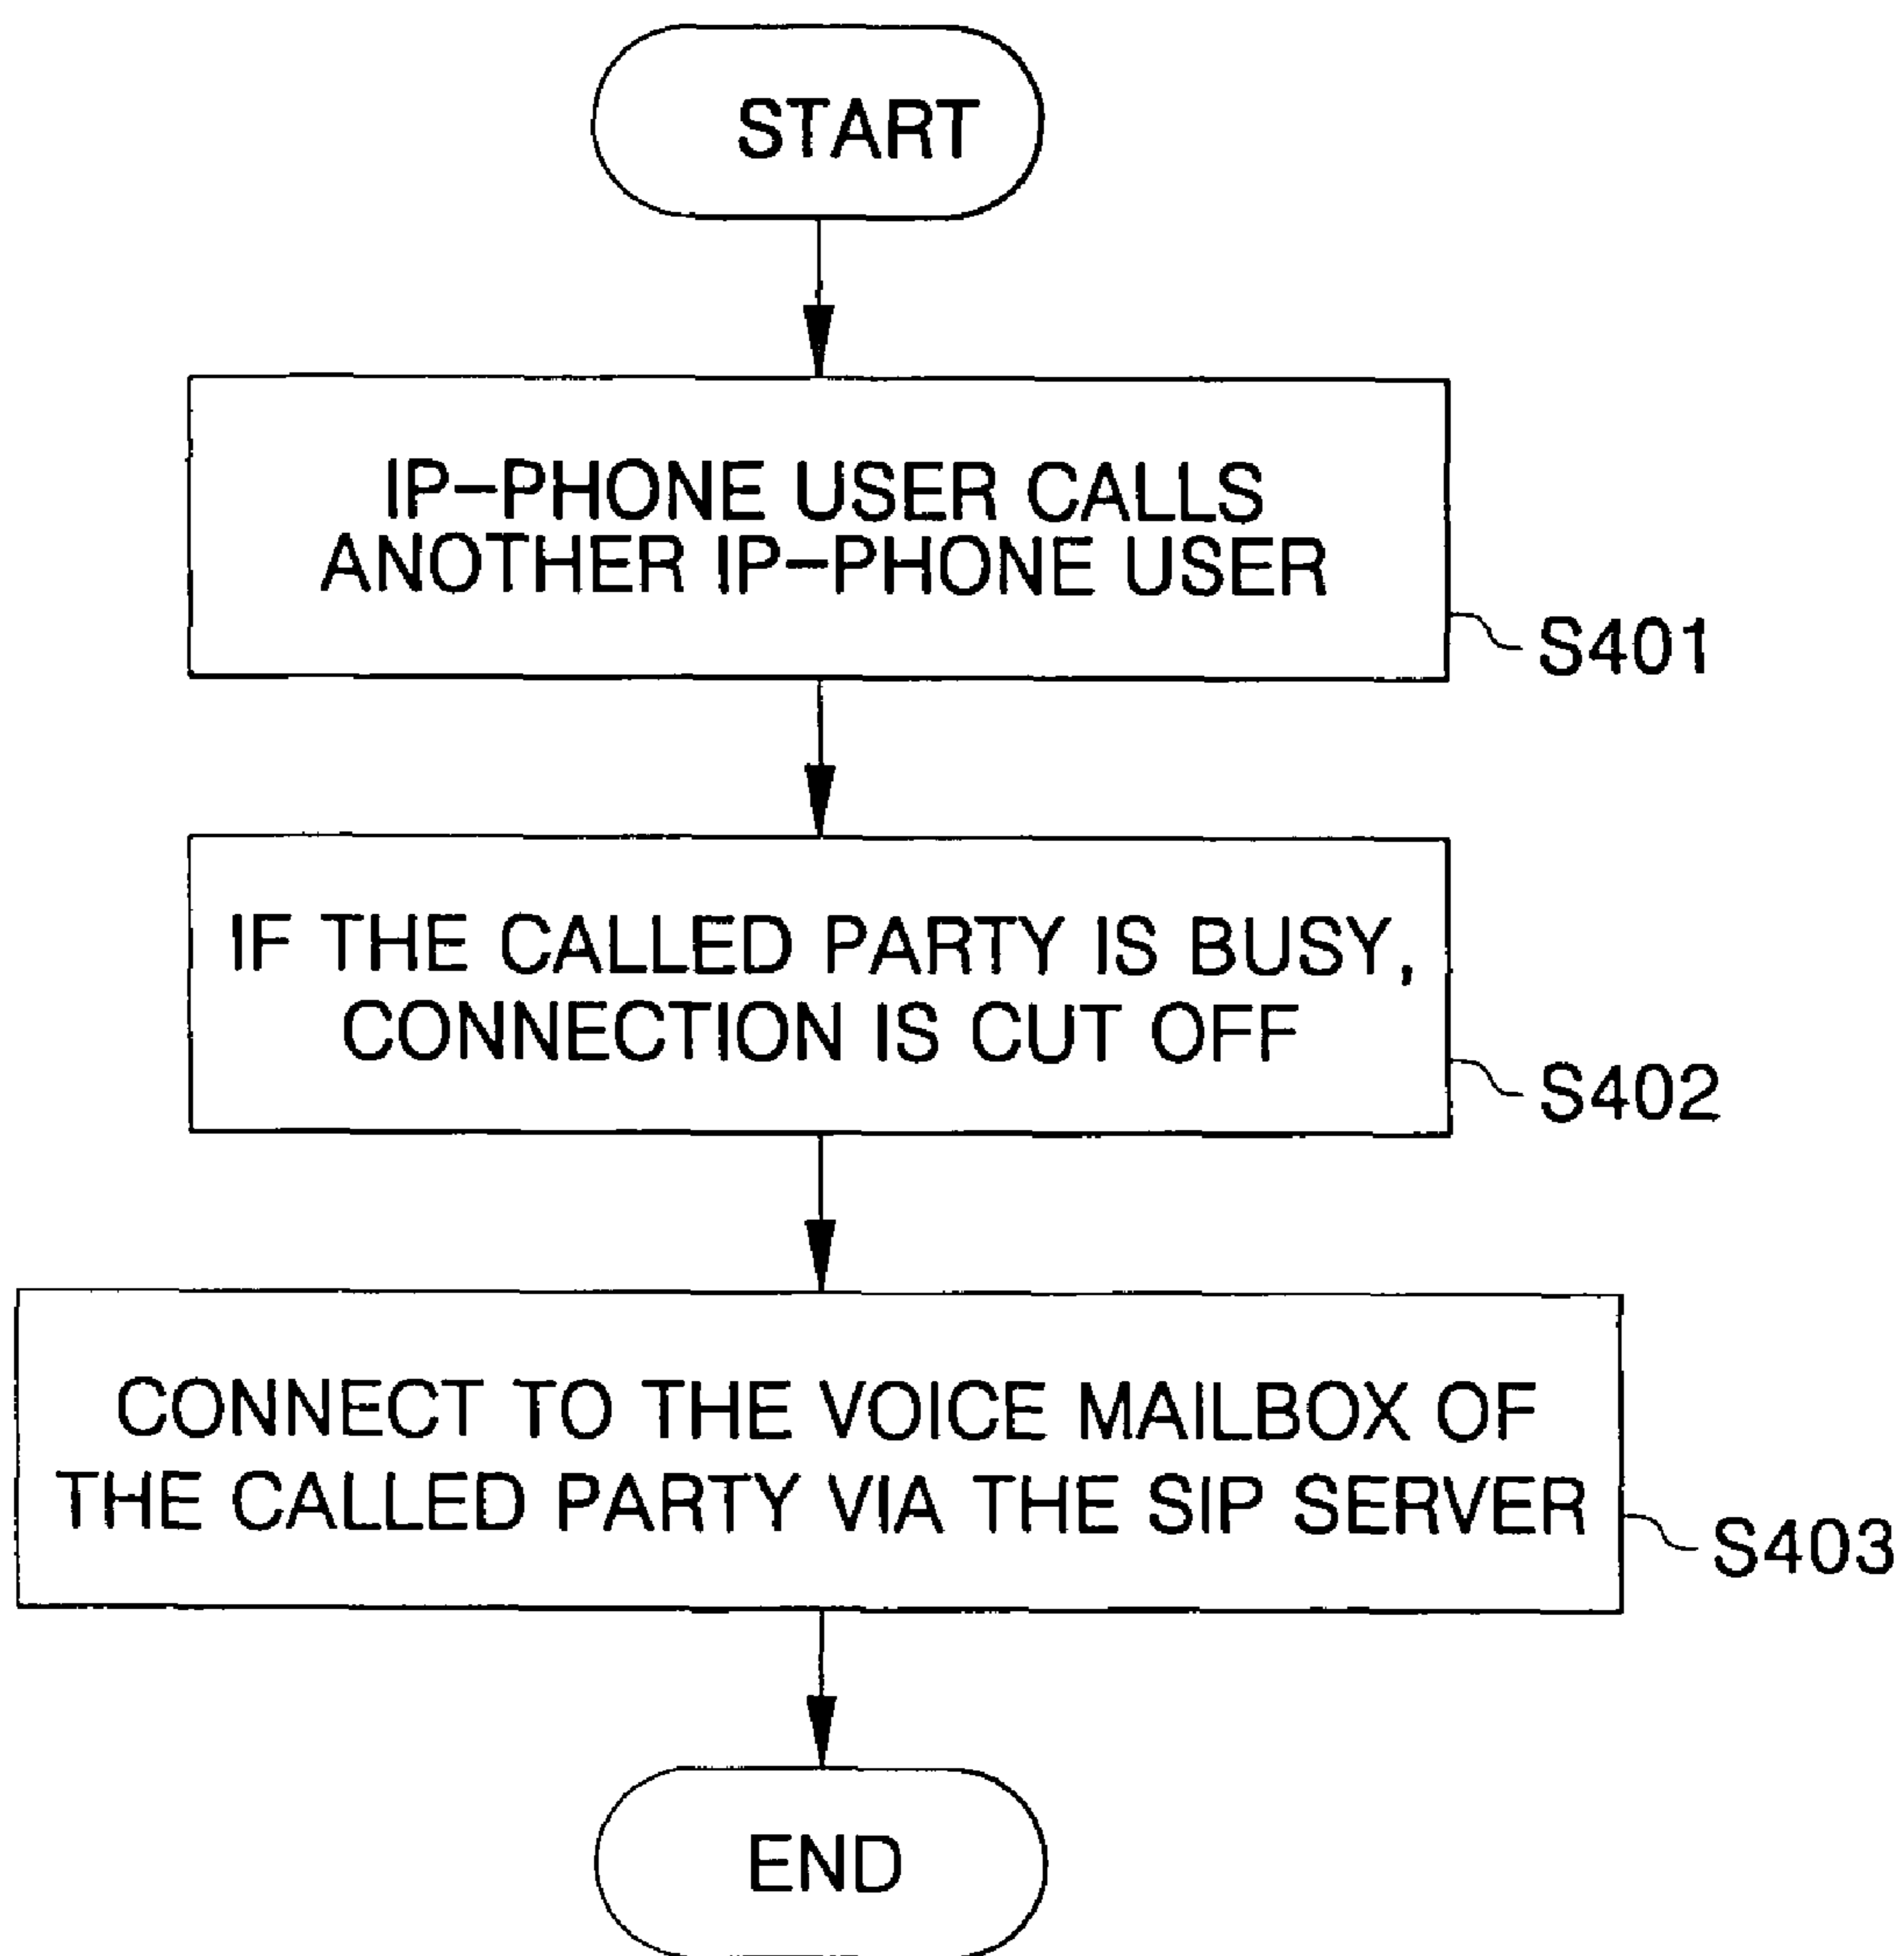 START
IP-PHONE USER CALLS
ANOTHER IP-PHONE USER
S401
IF THE CALLED PARTY IS BUSY,
CONNECTION IS CUT OFF
S402
CONNECT TO THE VOICE MAILBOX OF
THE CALLED PARTY VIA THE SIP SERVER
S403
END